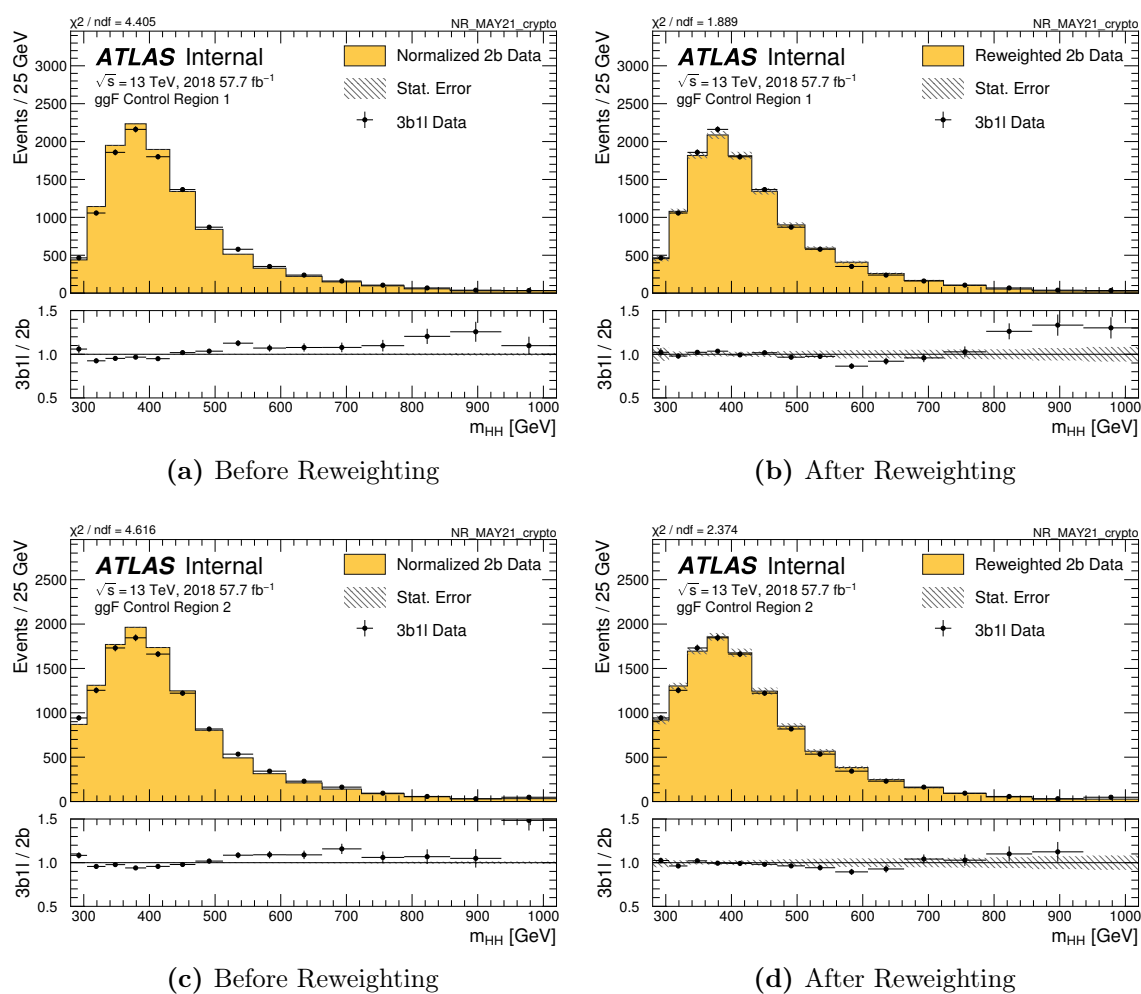 χ2 / ndf = 4.405 NR_MAY21_crypto
Events / 25 GeV
ATLAS Internal
√s = 13 TeV, 2018 57.7 fb⁻¹
ggF Control Region 1
Normalized 2b Data
Stat. Error
3b1l Data
3000
2500
2000
1500
1000
500
0
3b1l / 2b
1.5
1.0
0.5
300 400 500 600 700 800 900 1000
m_HH [GeV]
(a) Before Reweighting
χ2 / ndf = 1.889 NR_MAY21_crypto
Events / 25 GeV
ATLAS Internal
√s = 13 TeV, 2018 57.7 fb⁻¹
ggF Control Region 1
Reweighted 2b Data
Stat. Error
3b1l Data
3000
2500
2000
1500
1000
500
0
3b1l / 2b
1.5
1.0
0.5
300 400 500 600 700 800 900 1000
m_HH [GeV]
(b) After Reweighting
χ2 / ndf = 4.616 NR_MAY21_crypto
Events / 25 GeV
ATLAS Internal
√s = 13 TeV, 2018 57.7 fb⁻¹
ggF Control Region 2
Normalized 2b Data
Stat. Error
3b1l Data
2500
2000
1500
1000
500
0
3b1l / 2b
1.5
1.0
0.5
300 400 500 600 700 800 900 1000
m_HH [GeV]
(c) Before Reweighting
χ2 / ndf = 2.374 NR_MAY21_crypto
Events / 25 GeV
ATLAS Internal
√s = 13 TeV, 2018 57.7 fb⁻¹
ggF Control Region 2
Reweighted 2b Data
Stat. Error
3b1l Data
2500
2000
1500
1000
500
0
3b1l / 2b
1.5
1.0
0.5
300 400 500 600 700 800 900 1000
m_HH [GeV]
(d) After Reweighting